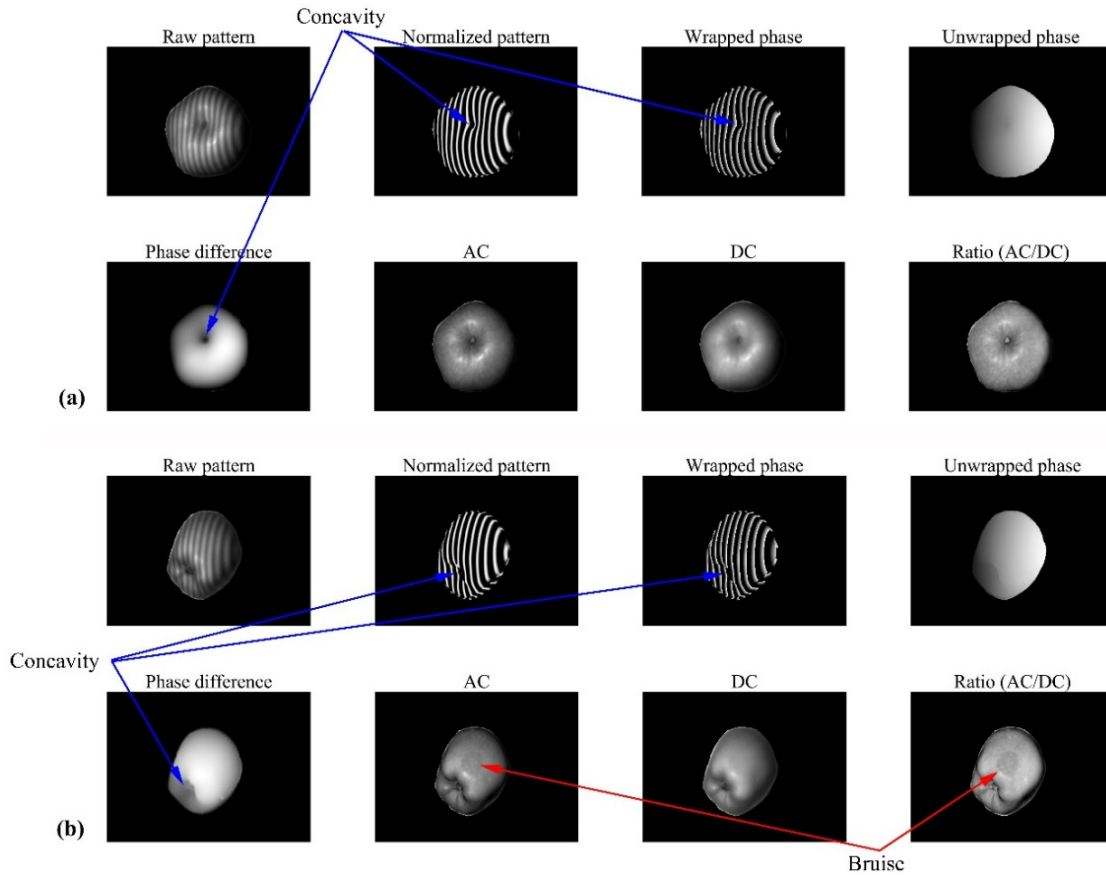 Concavity
Raw pattern Normalized pattern Wrapped phase Unwrapped phase
Phase difference AC DC Ratio (AC/DC)
(a)
Raw pattern Normalized pattern Wrapped phase Unwrapped phase
Concavity
Phase difference AC DC Ratio (AC/DC)
(b)
Bruisc